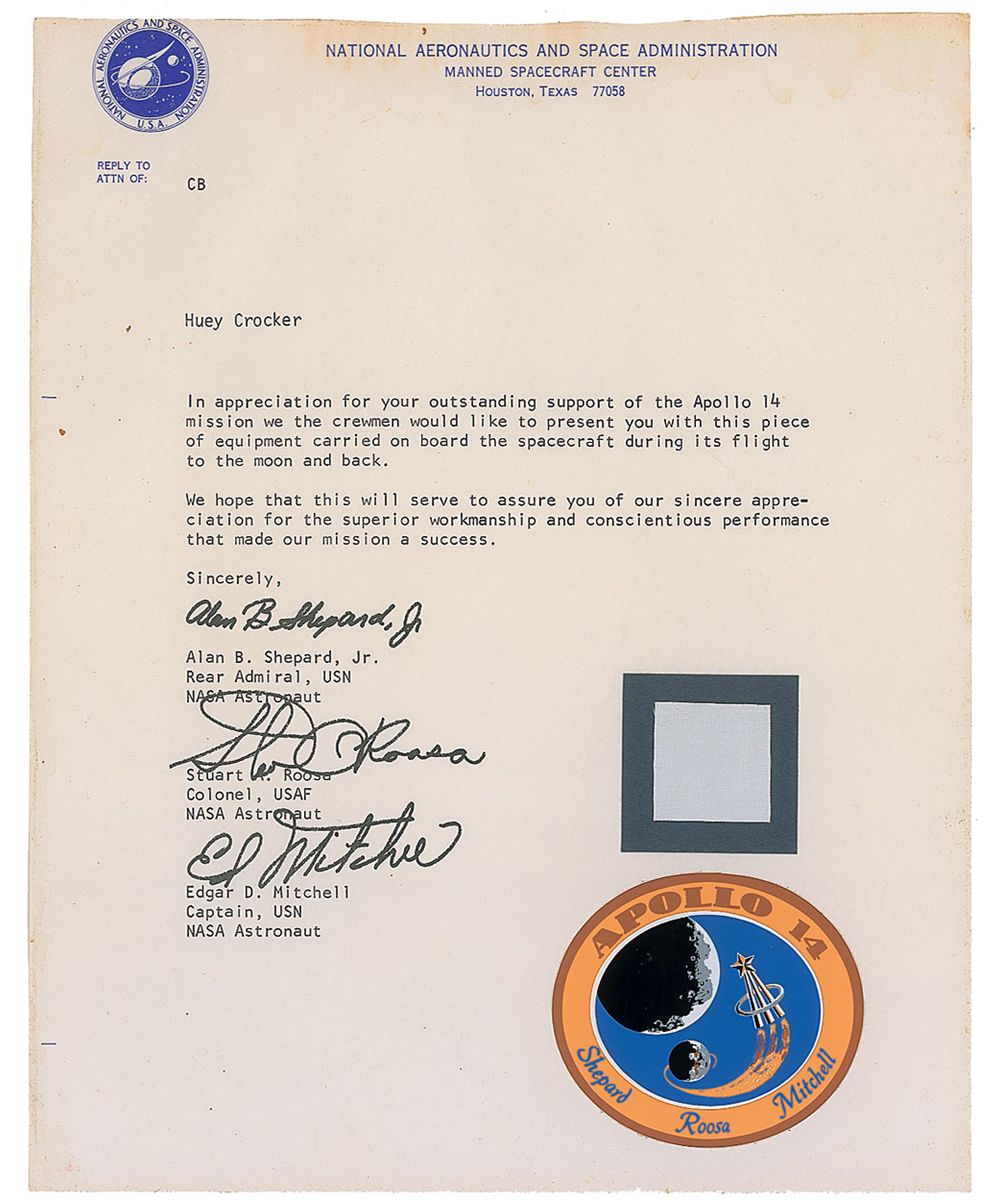 NATIONAL AERONAUTICS AND SPACE ADMINISTRATION
U.S.A.
NATIONAL AERONAUTICS AND SPACE ADMINISTRATION
MANNED SPACECRAFT CENTER
HOUSTON, TEXAS 77058
REPLY TO
ATTN OF:
CB
Huey Crocker
In appreciation for your outstanding support of the Apollo 14
mission we the crewmen would like to present you with this piece
of equipment carried on board the spacecraft during its flight
to the moon and back.
We hope that this will serve to assure you of our sincere appre-
ciation for the superior workmanship and conscientious performance
that made our mission a success.
Sincerely,
Alan B Shepard, Jr
Alan B. Shepard, Jr.
Rear Admiral, USN
NASA Astronaut
Stu Roosa
Stuart A. Roosa
Colonel, USAF
NASA Astronaut
Ed Mitchell
Edgar D. Mitchell
Captain, USN
NASA Astronaut
APOLLO 14
Shepard
Roosa
Mitchell